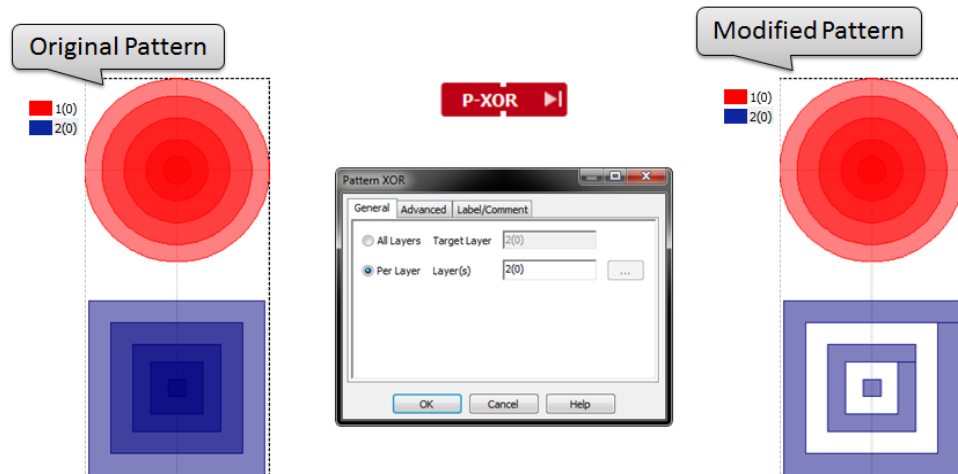 Original Pattern
1(0)
2(0)
P-XOR
Pattern XOR
General Advanced Label/Comment
All Layers Target Layer 2(0)
Per Layer Layer(s) 2(0) ...
OK Cancel Help
Modified Pattern
1(0)
2(0)